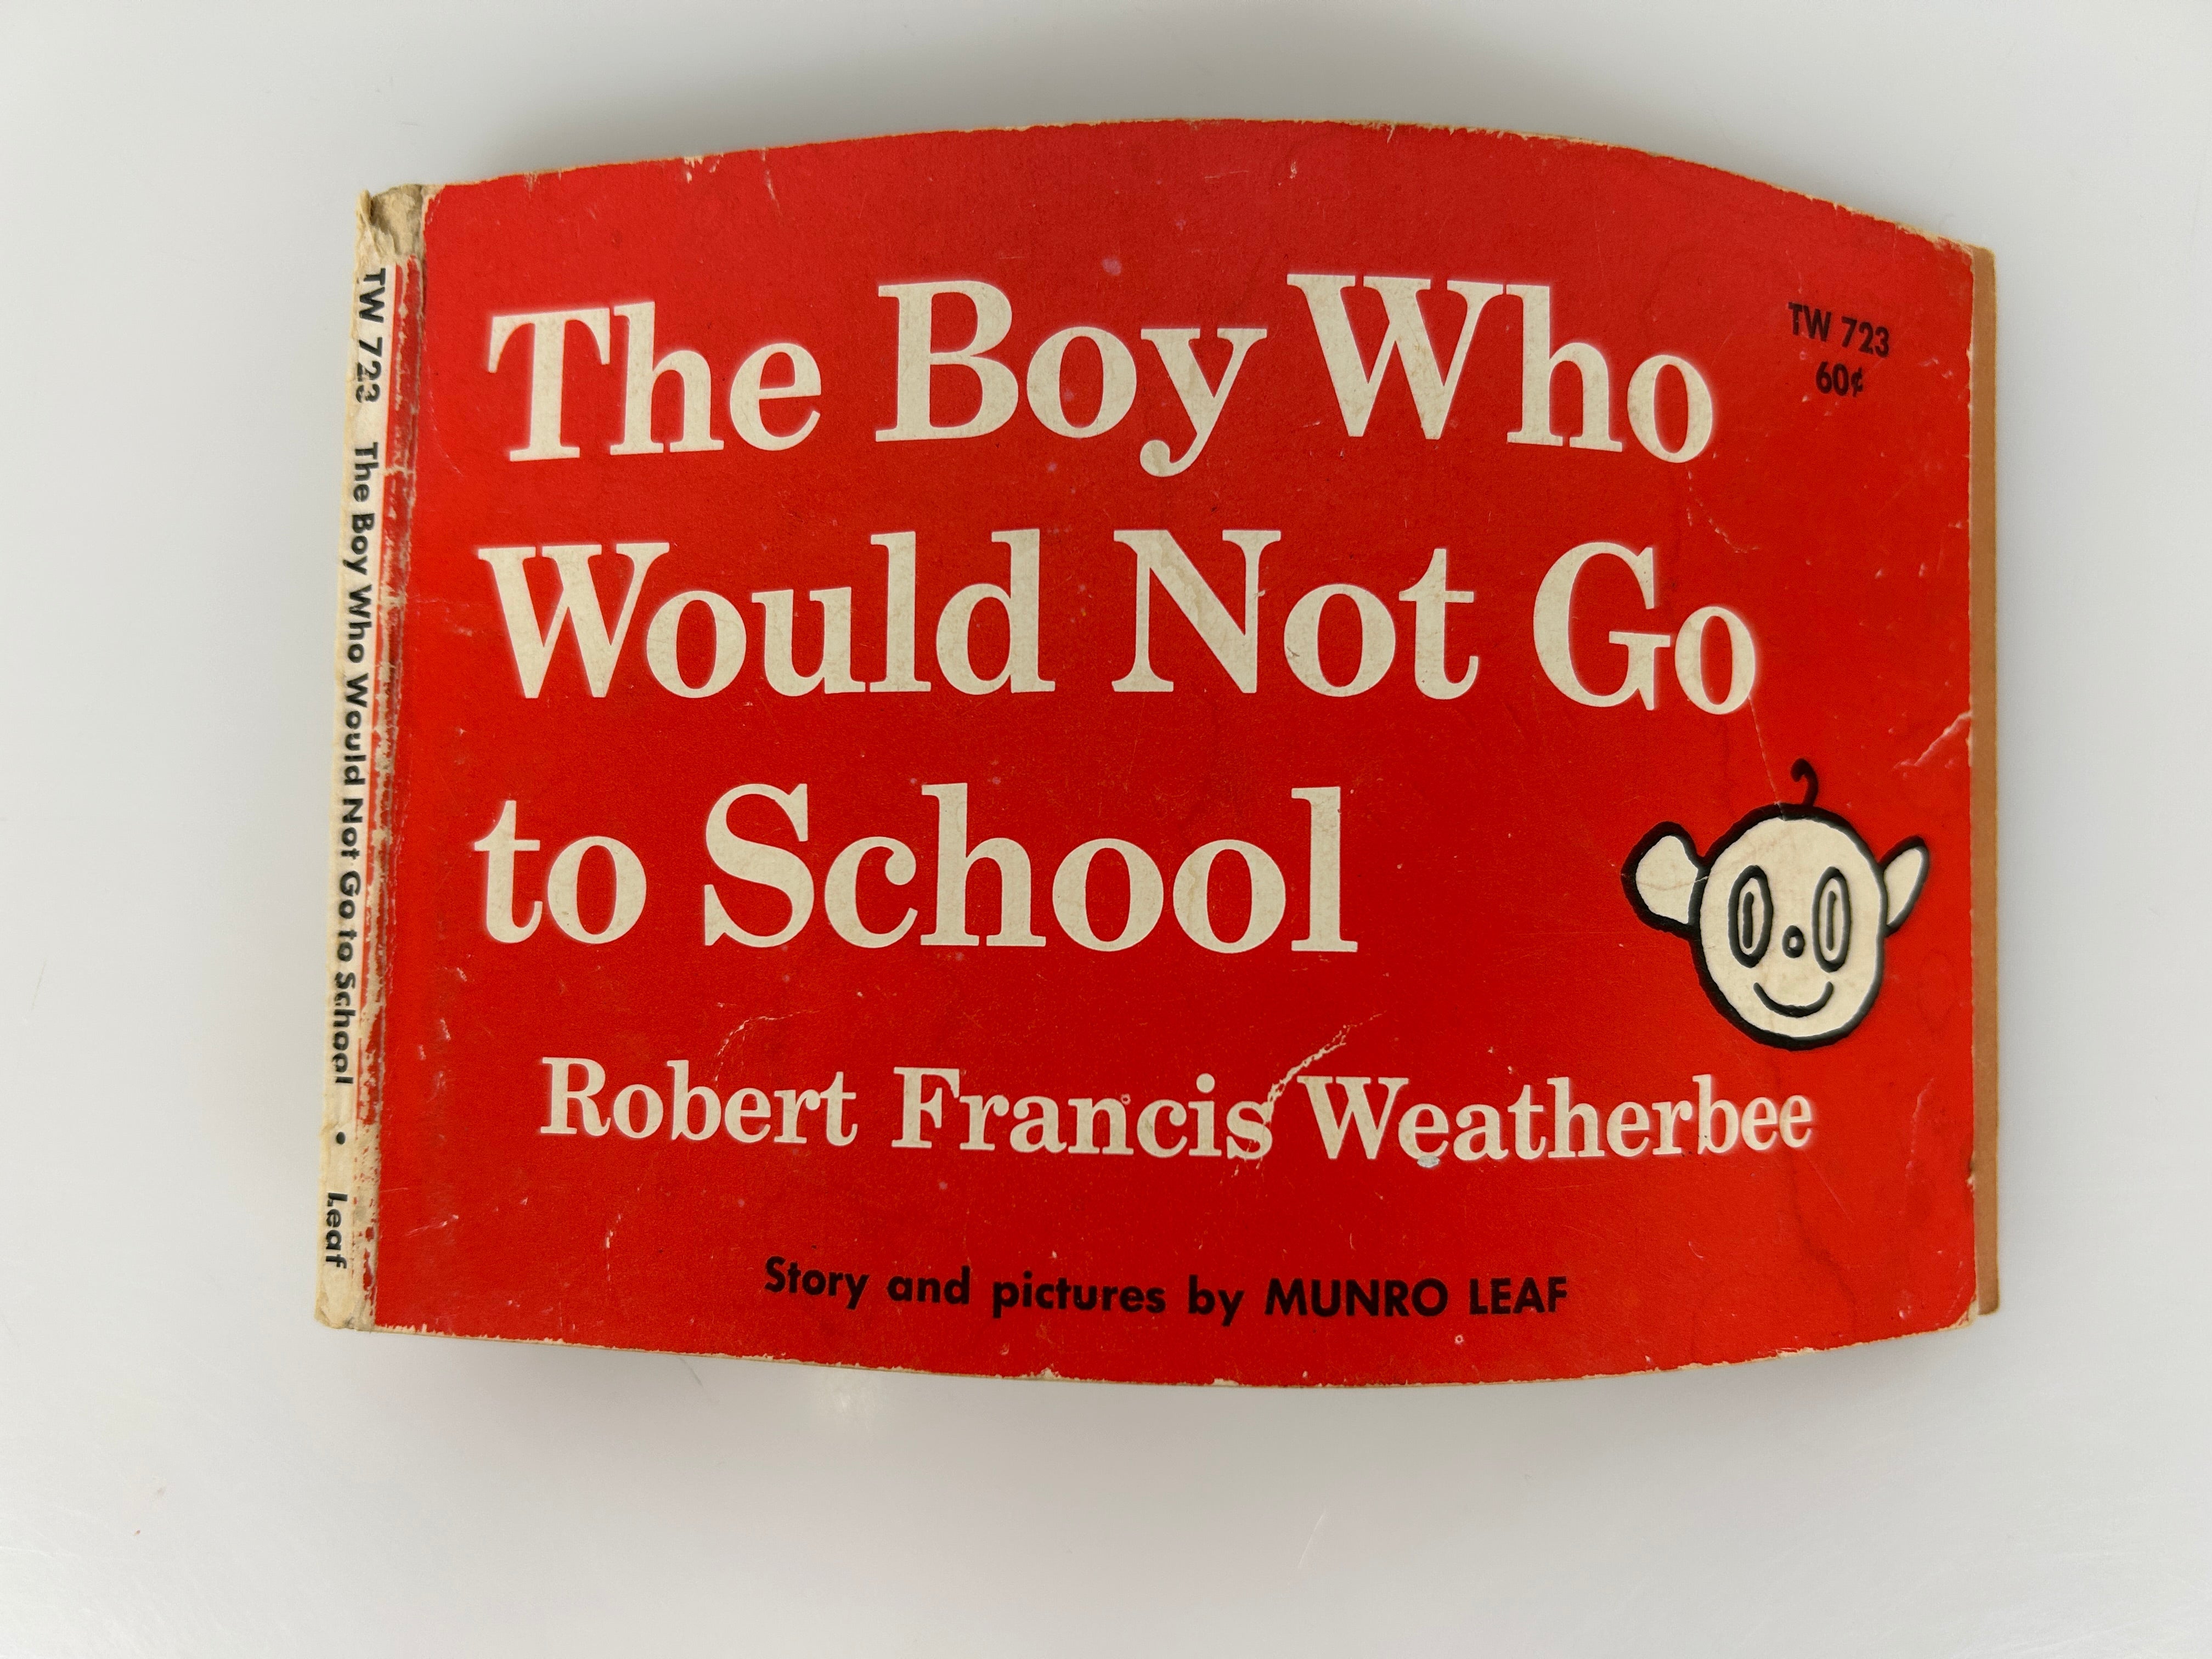 TW 723 The Boy Who Would Not Go to School • Leaf
The Boy Who
TW 723
60¢
Would Not Go
to School
Robert Francis Weatherbee
Story and pictures by MUNRO LEAF